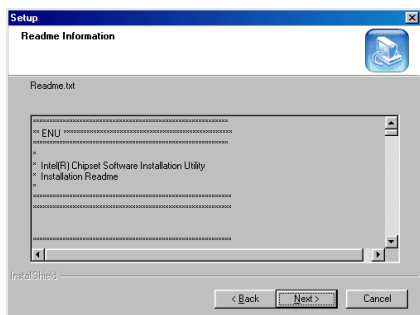 Setup
Readme Information
Readme.txt
************************************************************
** ENU ******************************************************
************************************************************
*
* Intel(R) Chipset Software Installation Utility
* Installation Readme
*
************************************************************
************************************************************
************************************************************
InstallShield
< Back
Next >
Cancel